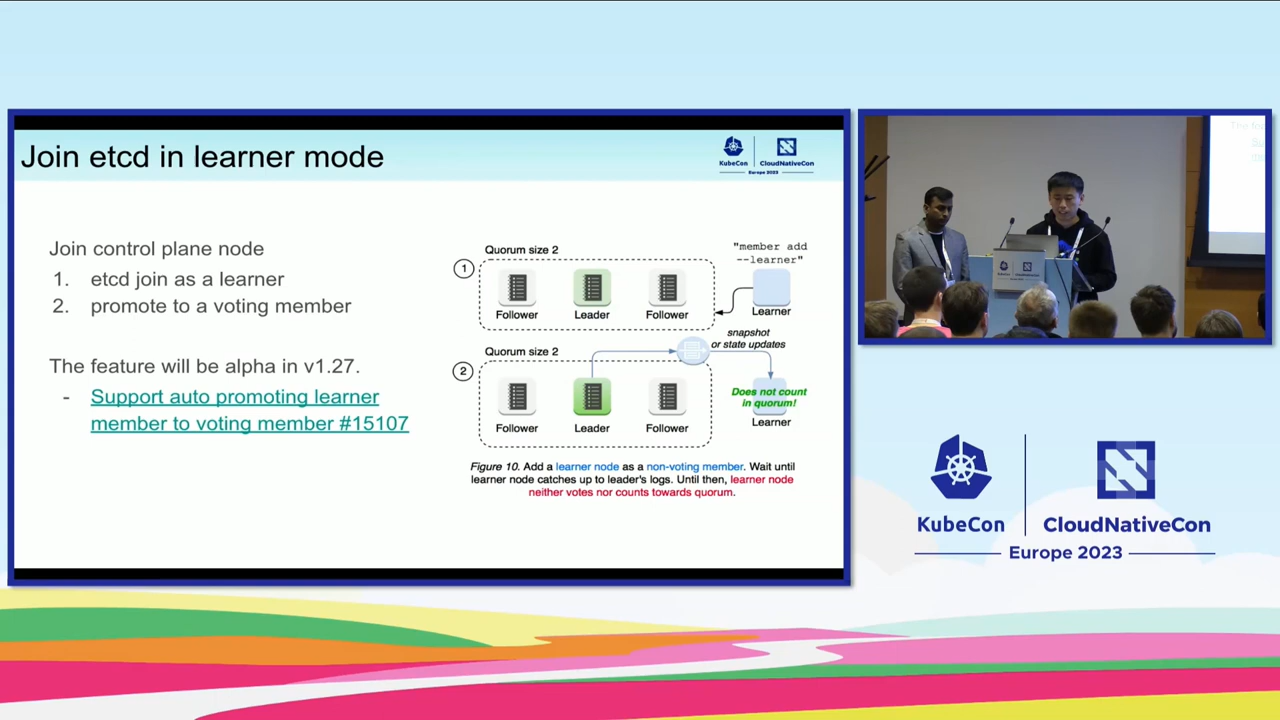 Join etcd in learner mode
KubeCon
CloudNativeCon
Europe 2023
Join control plane node
1. etcd join as a learner
2. promote to a voting member
The feature will be alpha in v1.27.
- Support auto promoting learner
member to voting member #15107
Quorum size 2
"member add
--learner"
1
Follower
Leader
Follower
Learner
snapshot
or state updates
Quorum size 2
2
Does not count
in quorum!
Follower
Leader
Follower
Learner
Figure 10. Add a learner node as a non-voting member. Wait until
learner node catches up to leader's logs. Until then, learner node
neither votes nor counts towards quorum.
KubeCon
CloudNativeCon
Europe 2023